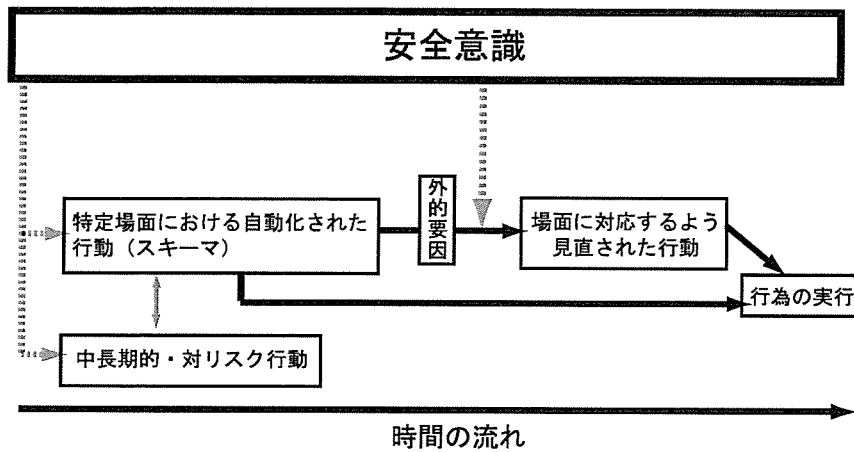 安全意識
特定場面における自動化された
行動（スキーマ）
外的要因
場面に対応するよう
見直された行動
行為の実行
中長期的・対リスク行動
時間の流れ